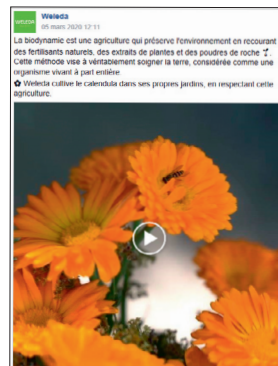 WELEDA
Weleda
05 mars 2020 12:11
La biodynamie est une agriculture qui préserve l'environnement en recourant
des fertilisants naturels, des extraits de plantes et des poudres de roche
Cette méthode vise à véritablement soigner la terre, considérée comme une
organisme vivant à part entière.
✿ Weleda cultive le calendula dans ses propres jardins, en respectant cette
agriculture.